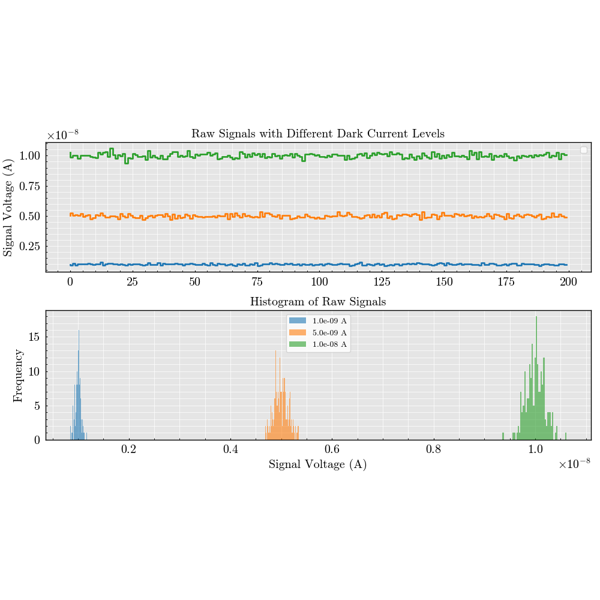 Raw Signals with Different Dark Current Levels
×10⁻⁸
1.00
0.75
0.50
0.25
Signal Voltage (A)
0 25 50 75 100 125 150 175 200
Histogram of Raw Signals
1.0e-09 A
5.0e-09 A
1.0e-08 A
15
10
5
0
Frequency
0.2 0.4 0.6 0.8 1.0
Signal Voltage (A)
×10⁻⁸